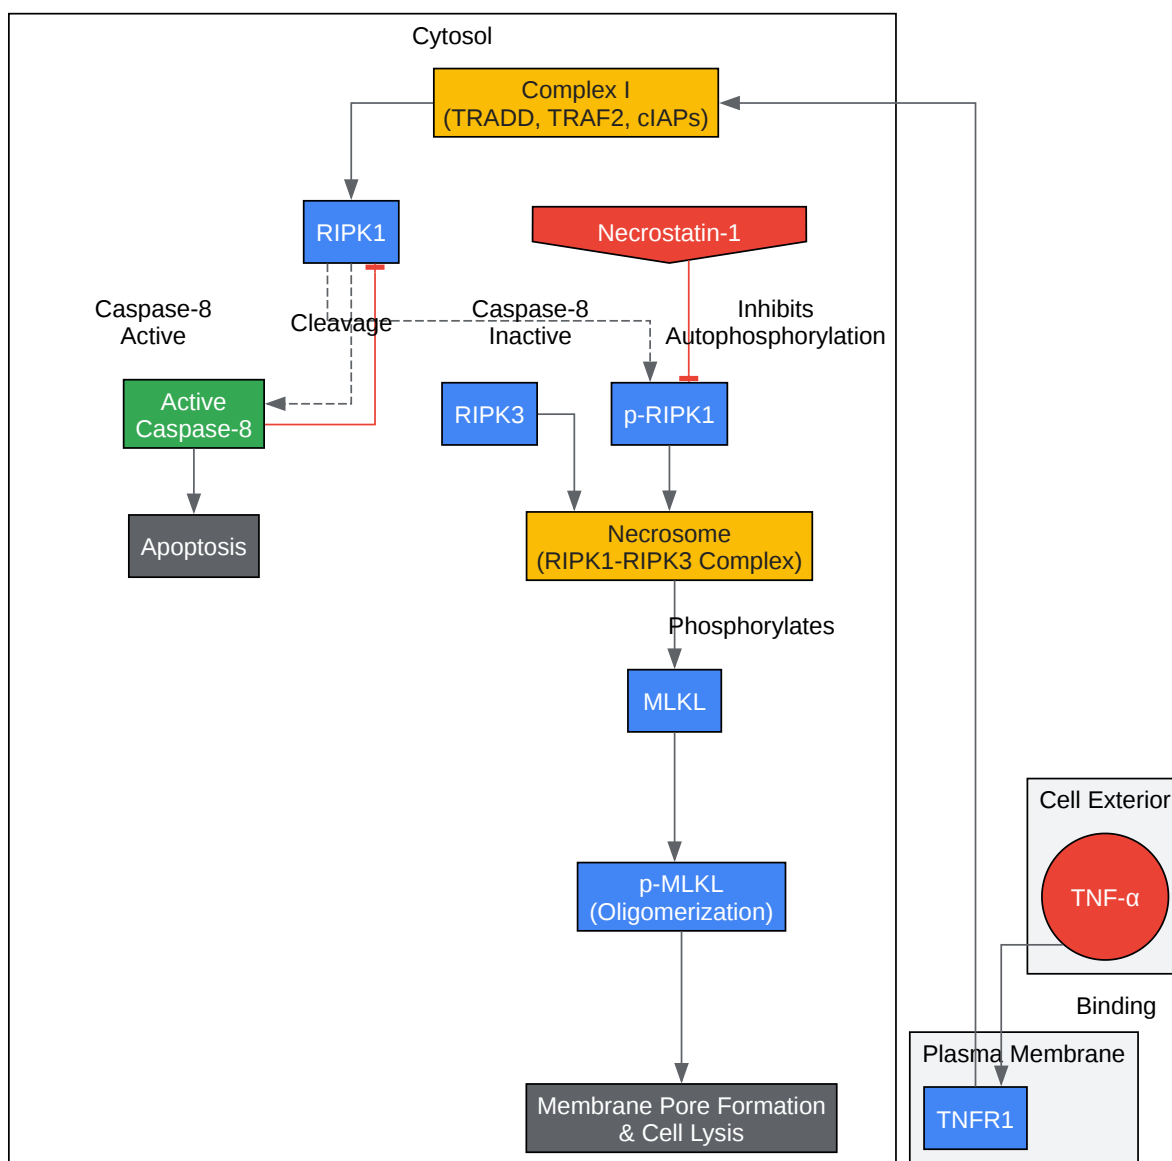 Cytosol
Complex I
(TRADD, TRAF2, cIAPs)
RIPK1
Necrostatin-1
Caspase-8
Active
Cleavage
Caspase-8
Inactive
Inhibits
Autophosphorylation
Active
Caspase-8
RIPK3
p-RIPK1
Apoptosis
Necrosome
(RIPK1-RIPK3 Complex)
Phosphorylates
MLKL
Cell Exterior
p-MLKL
(Oligomerization)
TNF-α
Binding
Plasma Membrane
Membrane Pore Formation
& Cell Lysis
TNFR1